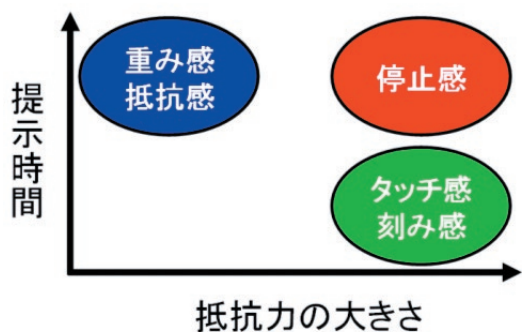 提示時間
重み感
抵抗感
停止感
タッチ感
刻み感
抵抗力の大きさ